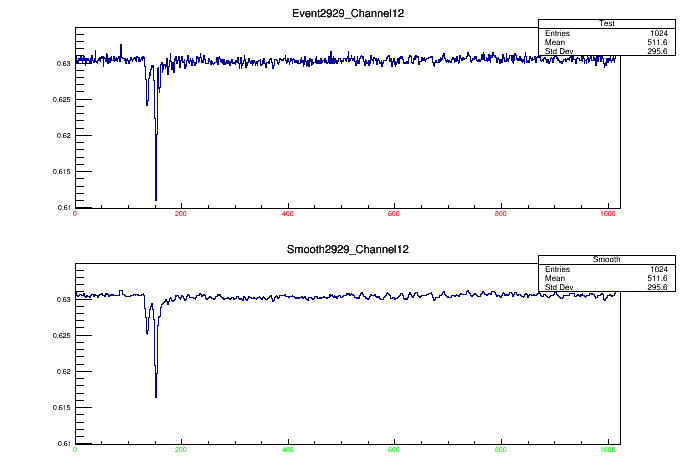 Event2929_Channel12
Test
Entries 1024
Mean 511.6
Std Dev 295.6
0.63
0.625
0.62
0.615
0.61
0 200 400 600 800 1000
Smooth2929_Channel12
Smooth
Entries 1024
Mean 511.6
Std Dev 295.6
0.63
0.625
0.62
0.615
0.61
0 200 400 600 800 1000